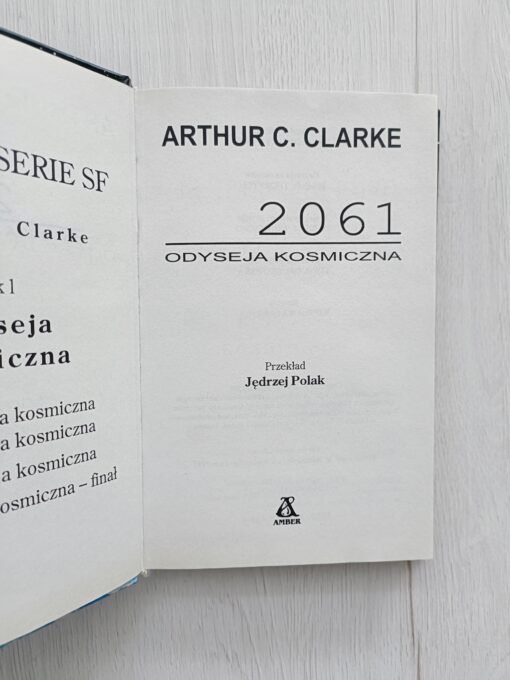 SERIE SF
Clarke
kl
seja
iczna
a kosmiczna
a kosmiczna
a kosmiczna
osmiczna – finał
ARTHUR C. CLARKE
2061
ODYSEJA KOSMICZNA
Przekład
Jędrzej Polak
AMBER